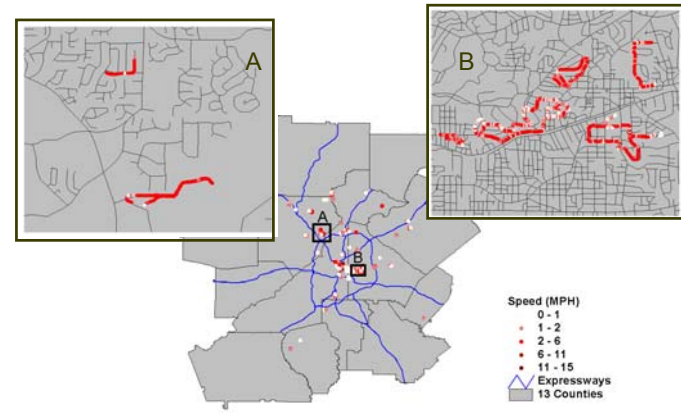 A
B
A
B
Speed (MPH)
0 - 1
1 - 2
2 - 6
6 - 11
11 - 15
Expressways
13 Counties